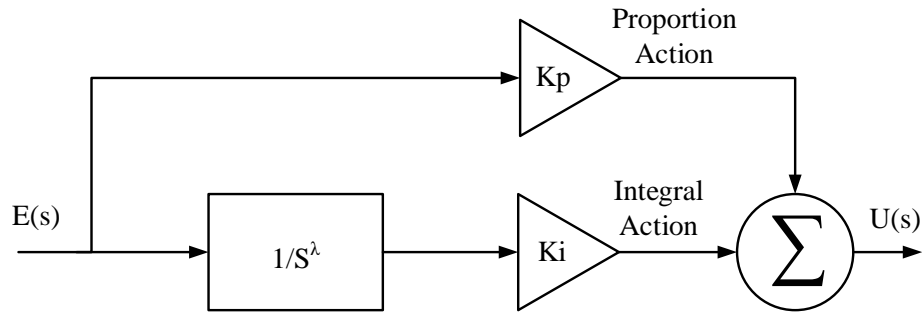 Proportion
Action
Kp
E(s)
1/S^λ
Ki
Integral
Action
∑
U(s)